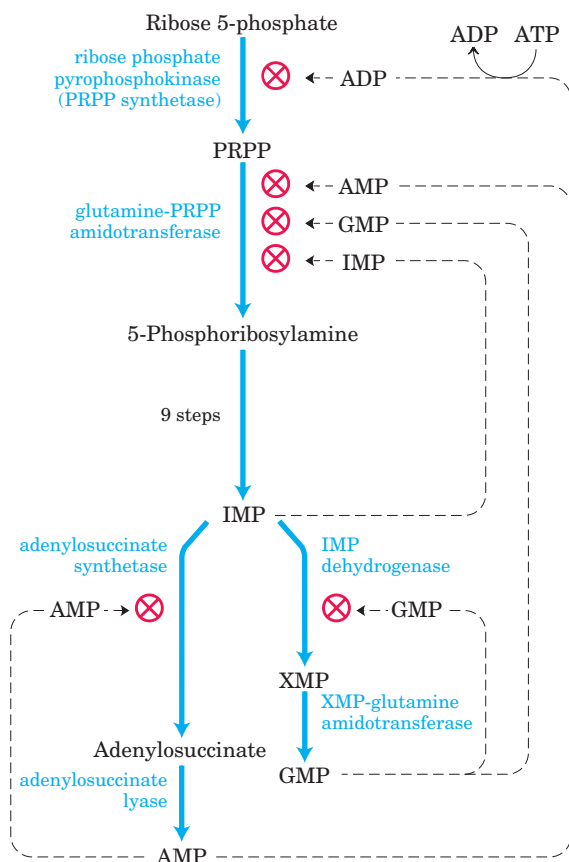 Ribose 5-phosphate
ADP ATP
ribose phosphate
pyrophosphokinase
(PRPP synthetase)
ADP
PRPP
AMP
glutamine-PRPP
amidotransferase
GMP
IMP
5-Phosphoribosylamine
9 steps
IMP
adenylosuccinate
synthetase
IMP
dehydrogenase
AMP
GMP
XMP
XMP-glutamine
amidotransferase
Adenylosuccinate
GMP
adenylosuccinate
lyase
AMP